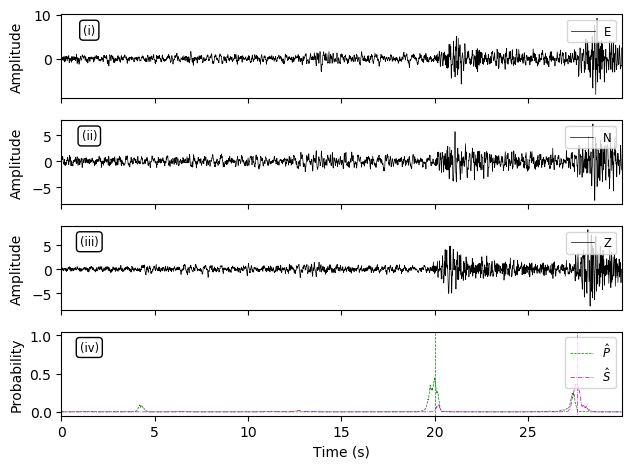 10
(i)
E
Amplitude
0
5
(ii)
N
Amplitude
0
−5
5
(iii)
Z
Amplitude
0
−5
1.0
(iv)
P̂
Probability
0.5
Ŝ
0.0
0 5 10 15 20 25
Time (s)